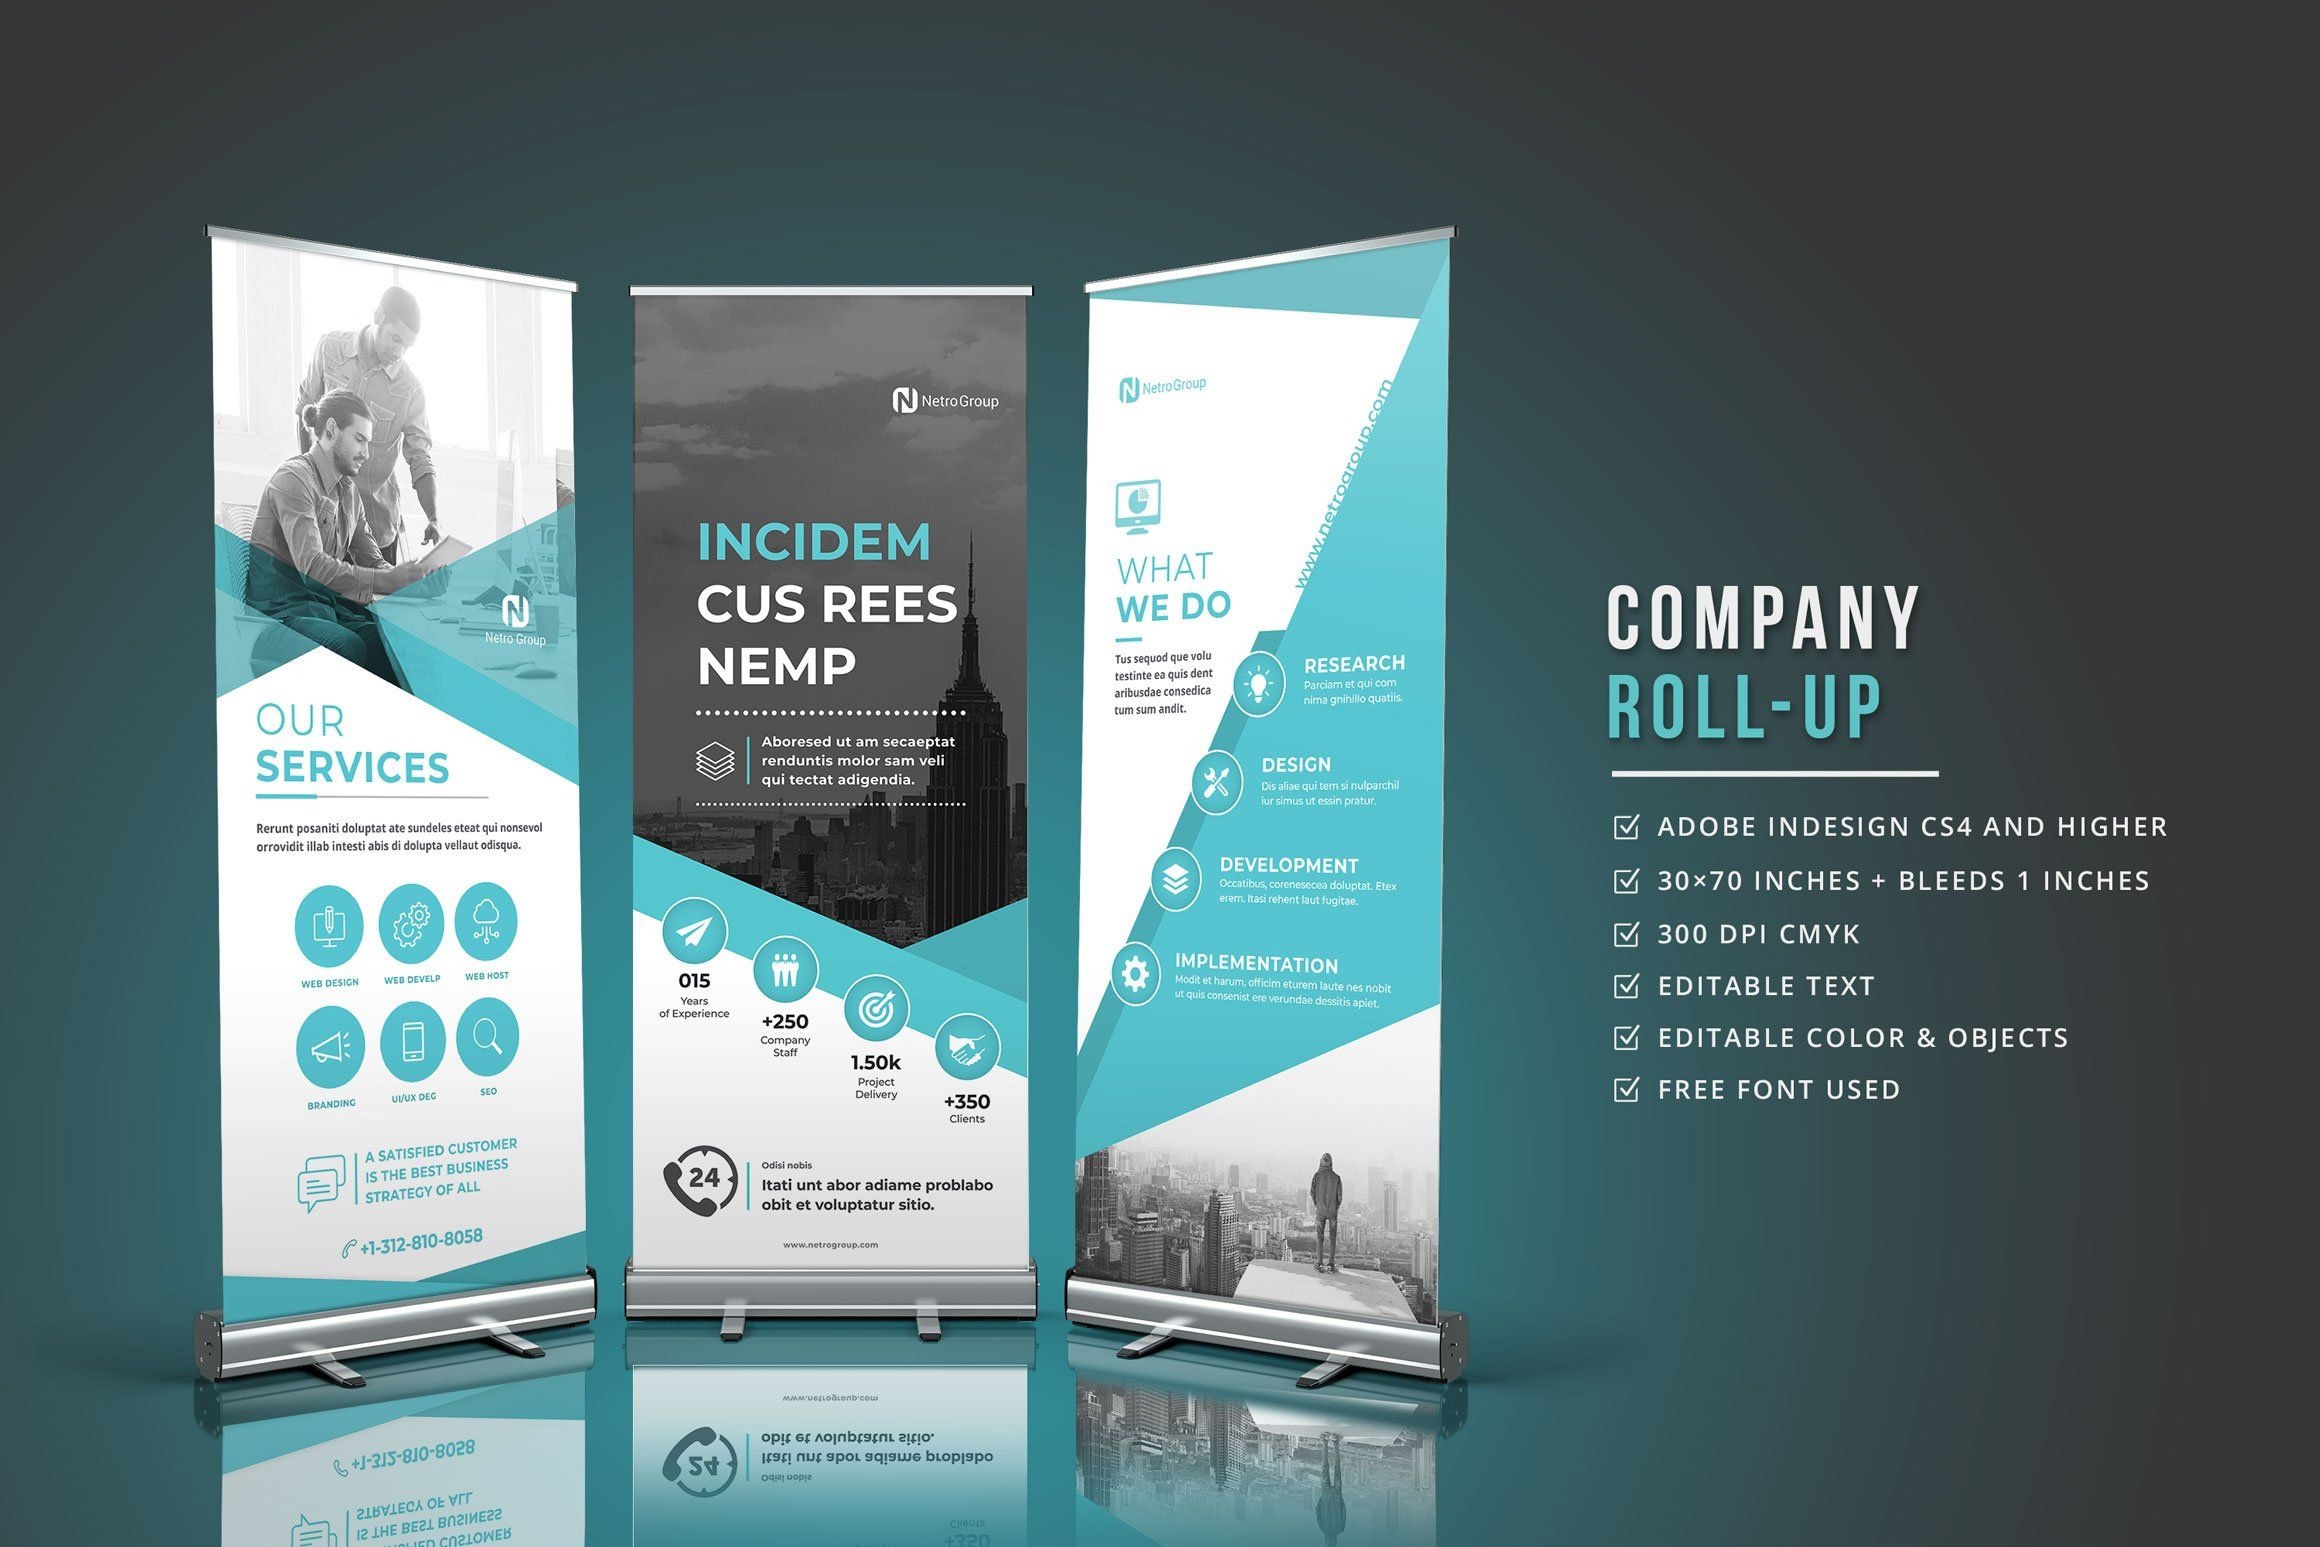 Netro Group
OUR
SERVICES
Rerunt posaniti doluptat ate sundeles eteat qui nonsevol
orrovidit illab intesti abis di dolupta vellaut odisqua.
WEB DESIGN
WEB DEVELP
WEB HOST
BRANDING
UI/UX DEG
SEO
A SATISFIED CUSTOMER
IS THE BEST BUSINESS
STRATEGY OF ALL
+1-312-810-8058
NetroGroup
INCIDEM
CUS REES
NEMP
Aboresed ut am secaeptat
renduntis molor sam veli
qui tectat adigendia.
015
Years
of Experience
+250
Company
Staff
1.50k
Project
Delivery
+350
Clients
24
Odisi nobis
Itati unt abor adiame problabo
obit et voluptatur sitio.
www.netrogroup.com
NetroGroup
www.netrogroup.com
WHAT
WE DO
Tus sequod que volu
testinte ea quis dent
aribusdae consedica
tum sum andit.
RESEARCH
Parciam et qui com
nima gnihillo quatiis.
DESIGN
Dis aliae qui tem si nulparchil
iur simus ut essin pratur.
DEVELOPMENT
Occatibus, corenesecea doluptat. Etex
erem. Itasi rehent laut fugitae.
IMPLEMENTATION
Modit et harum, officim eturem laute nes nobit
ut quis consenist ere verundae dessitis apiet.
COMPANY
ROLL-UP
ADOBE INDESIGN CS4 AND HIGHER
30×70 INCHES + BLEEDS 1 INCHES
300 DPI CMYK
EDITABLE TEXT
EDITABLE COLOR & OBJECTS
FREE FONT USED